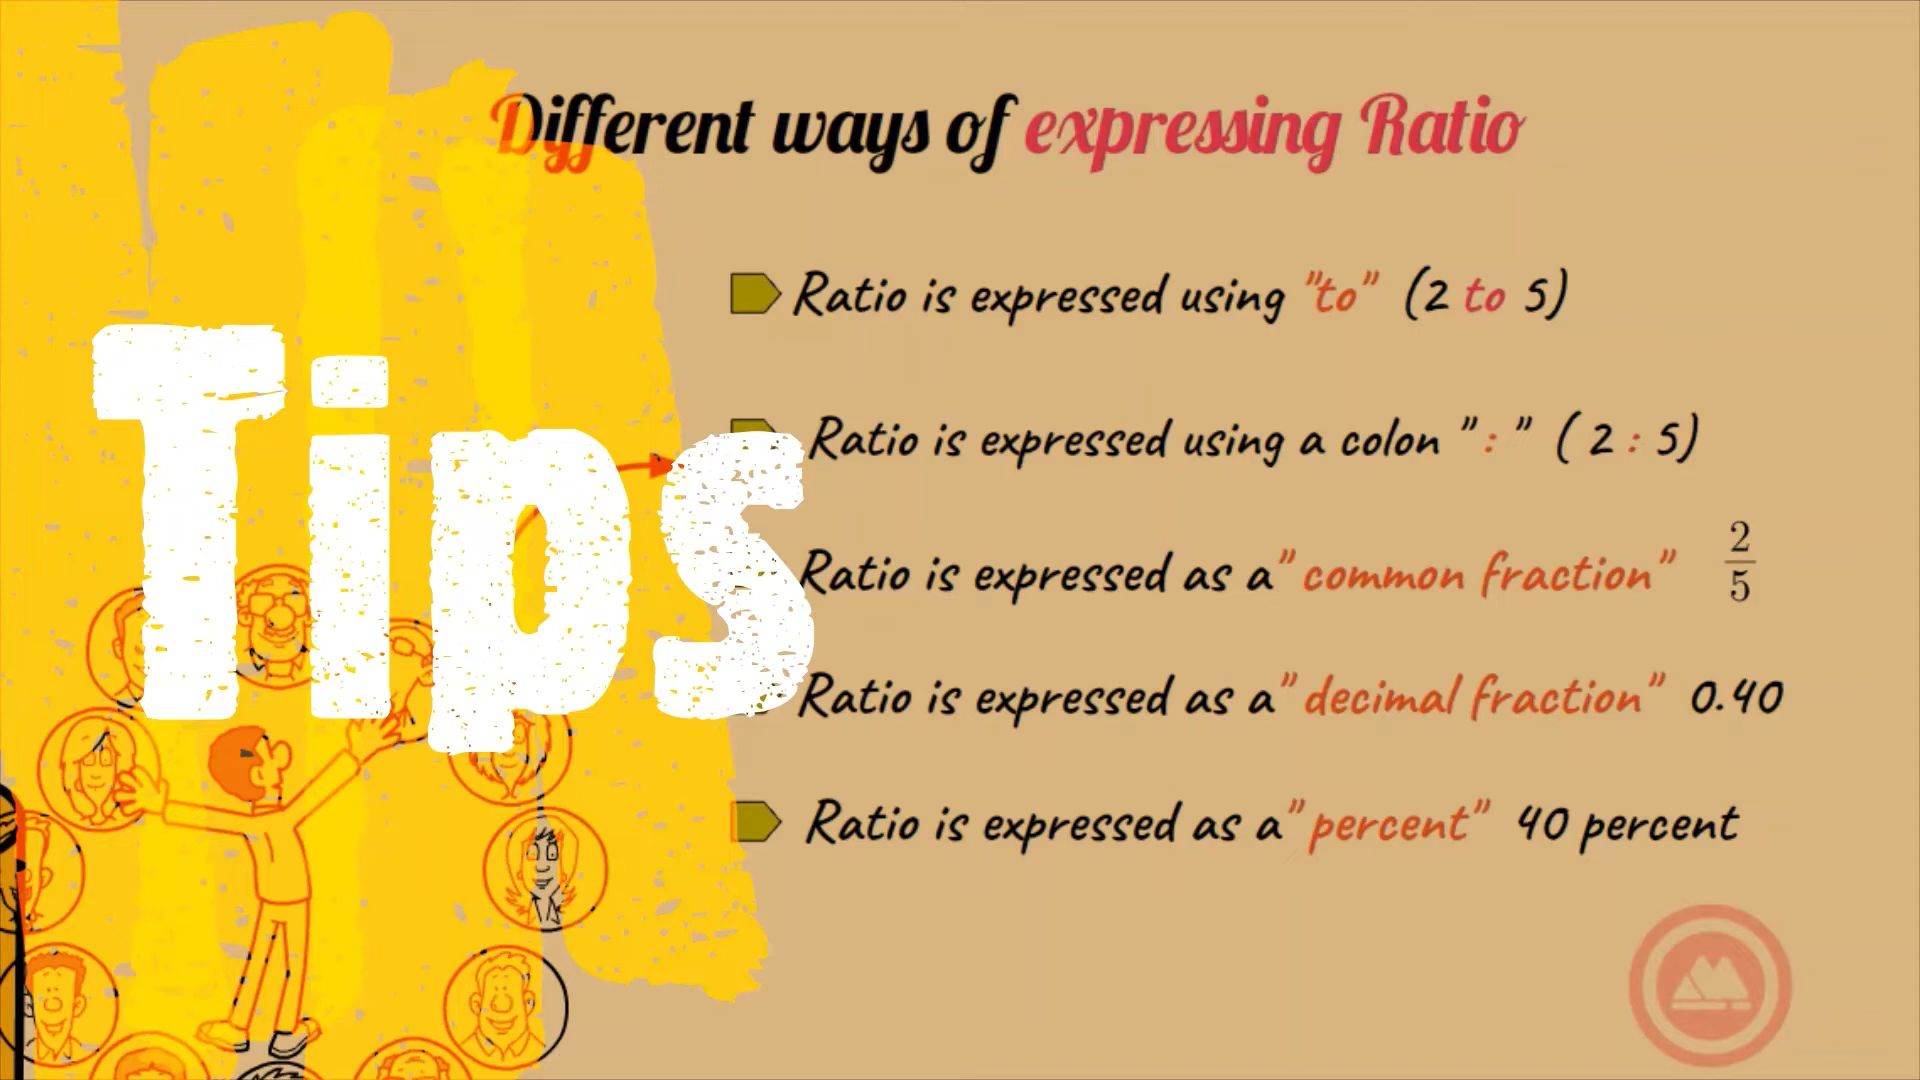 Different ways of expressing Ratio
Ratio is expressed using "to" (2 to 5)
Ratio is expressed using a colon " : " ( 2 : 5)
Ratio is expressed as a "common fraction" 2/5
Ratio is expressed as a "decimal fraction" 0.40
Ratio is expressed as a "percent" 40 percent
Tips